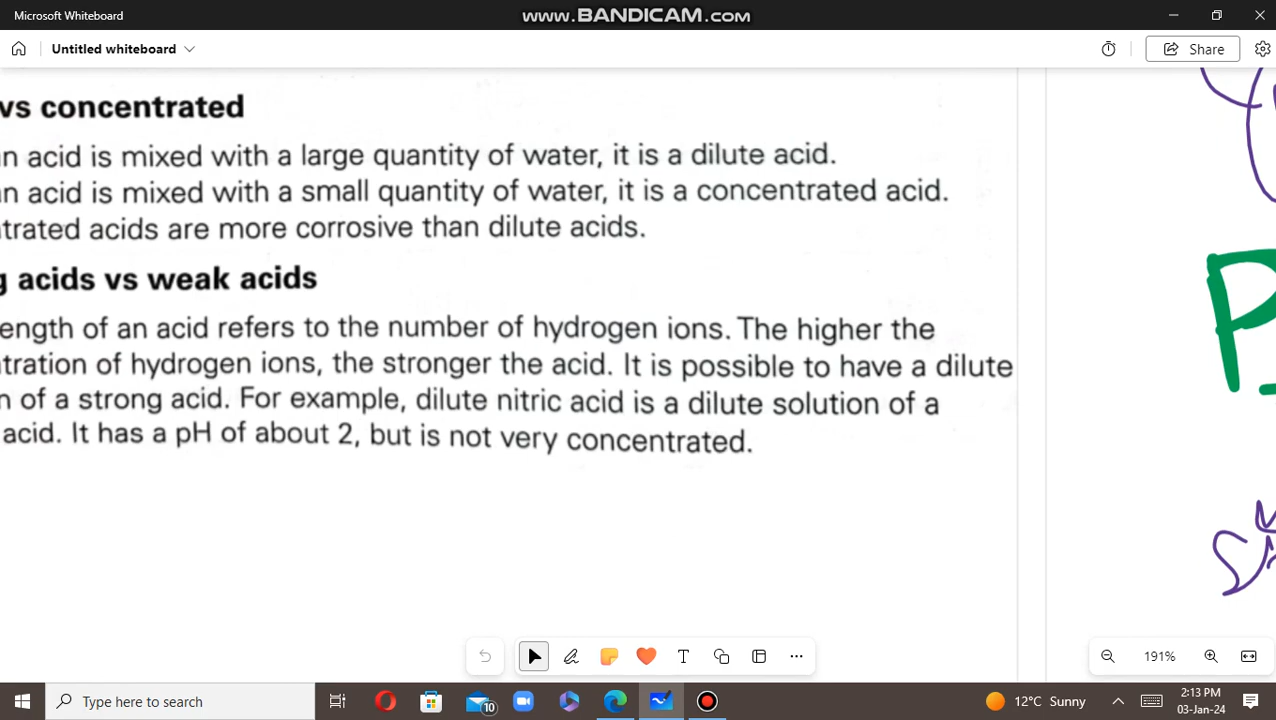 Microsoft Whiteboard
www.BANDICAM.com
Untitled whiteboard
Share
vs concentrated
n acid is mixed with a large quantity of water, it is a dilute acid.
n acid is mixed with a small quantity of water, it is a concentrated acid.
trated acids are more corrosive than dilute acids.
g acids vs weak acids
ength of an acid refers to the number of hydrogen ions. The higher the
tration of hydrogen ions, the stronger the acid. It is possible to have a dilute
n of a strong acid. For example, dilute nitric acid is a dilute solution of a
acid. It has a pH of about 2, but is not very concentrated.
P
T
191%
Type here to search
10
12°C Sunny
2:13 PM
03-Jan-24